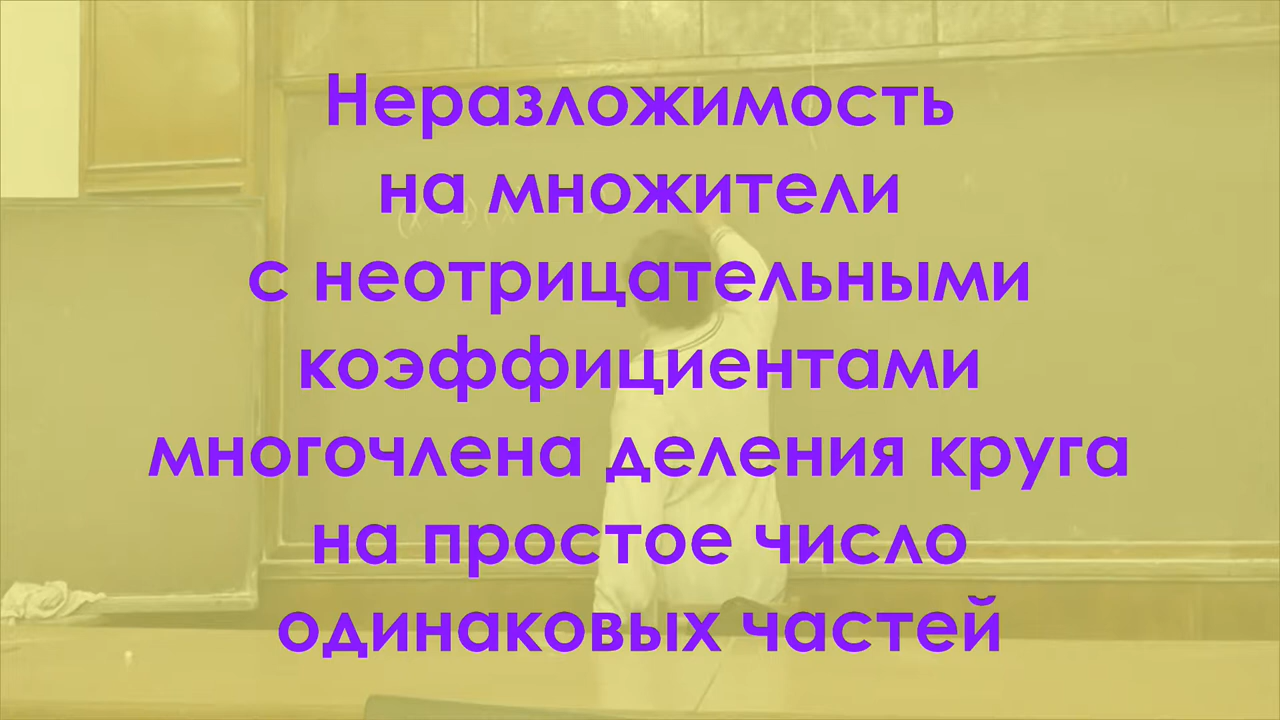 Неразложимость
на множители
с неотрицательными
коэффициентами
многочлена деления круга
на простое число
одинаковых частей